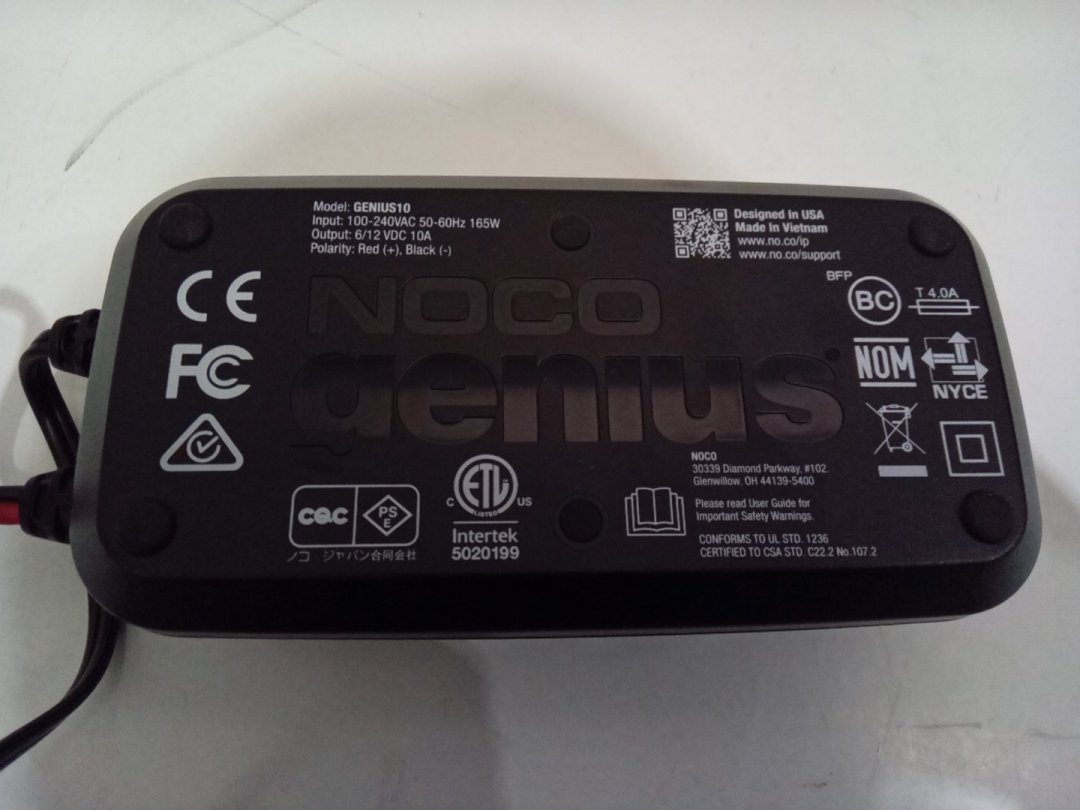 Model: GENIUS10
Input: 100-240VAC 50-60Hz 165W
Output: 6/12 VDC 10A
Polarity: Red (+), Black (-)
Designed in USA
Made in Vietnam
www.no.co/ip
www.no.co/support
NOCO
genius®
CE
FC
BFP
BC
T 4.0A
NOM
NYCE
NOCO
30339 Diamond Parkway, #102
Glenwillow, OH 44139-5400
Please read User Guide for
Important Safety Warnings.
CONFORMS TO UL STD. 1236
CERTIFIED TO CSA STD. C22.2 No.107.2
CQC
PS
E
ノコ ジャパン合同会社
C ETL US
LISTED
Intertek
5020199